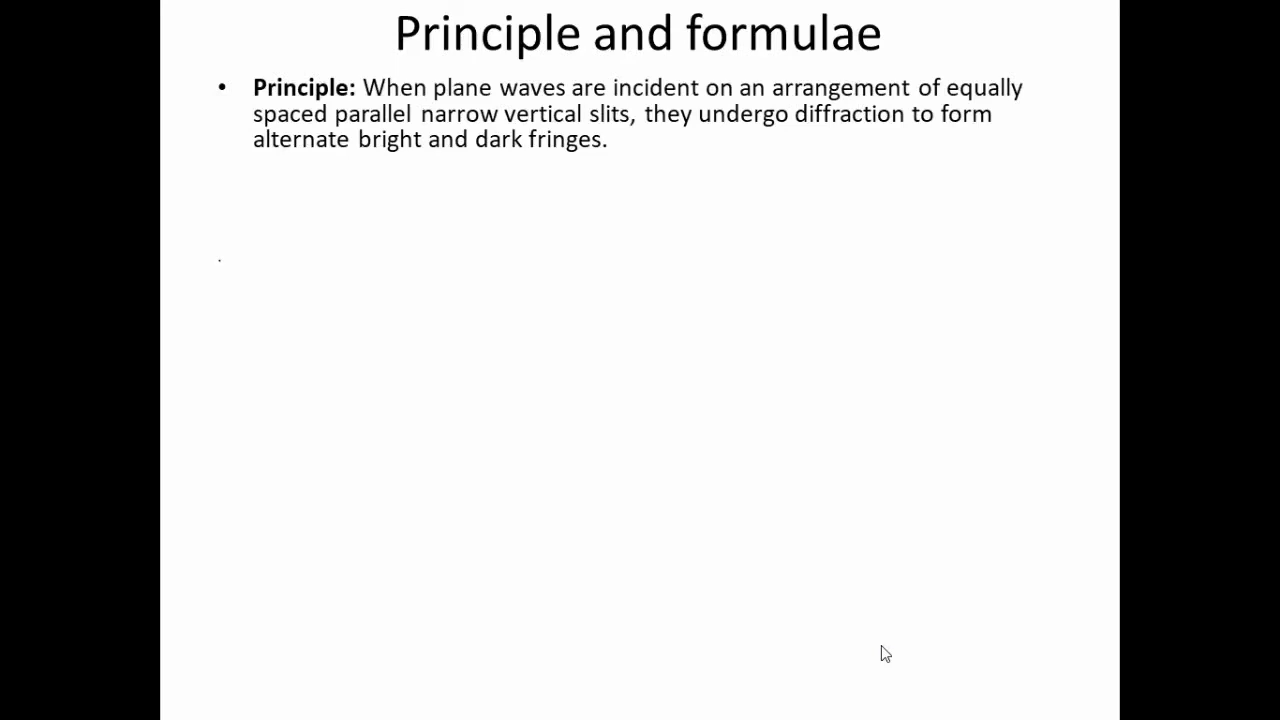 Principle and formulae
• Principle: When plane waves are incident on an arrangement of equally
spaced parallel narrow vertical slits, they undergo diffraction to form
alternate bright and dark fringes.
.